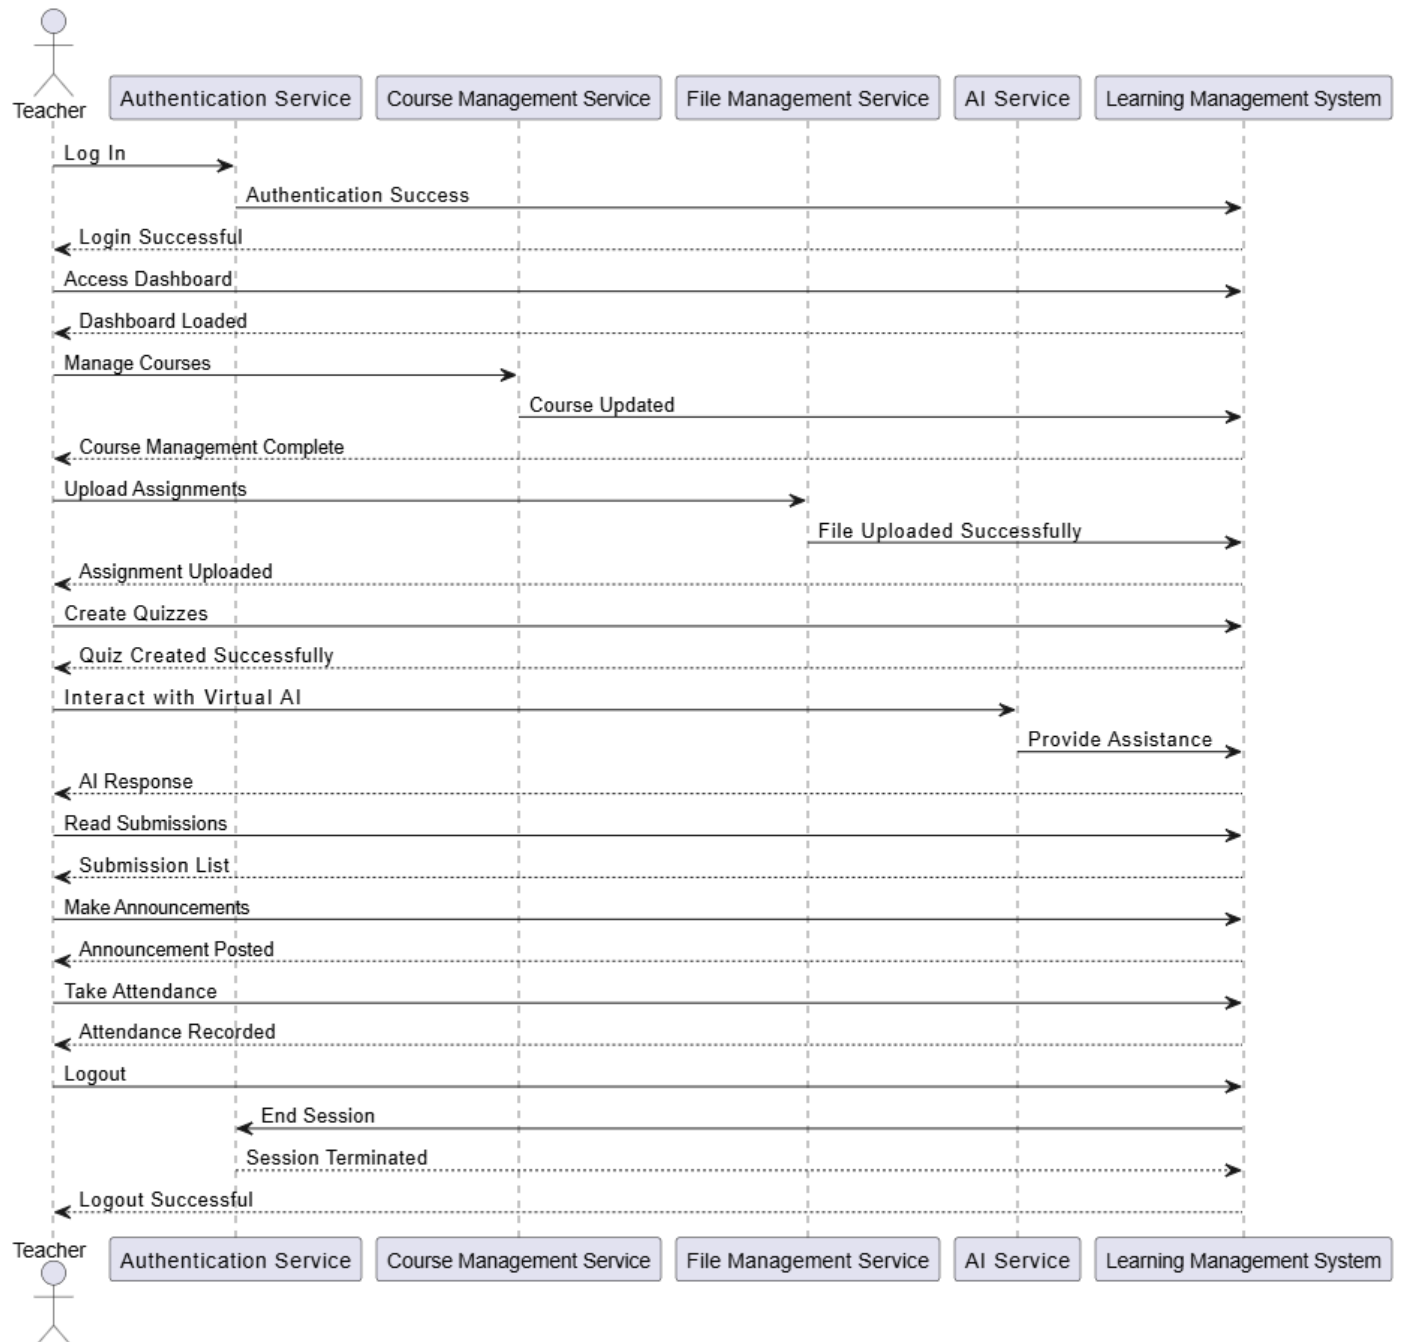 Teacher
Authentication Service
Course Management Service
File Management Service
AI Service
Learning Management System
Log In
Authentication Success
Login Successful
Access Dashboard
Dashboard Loaded
Manage Courses
Course Updated
Course Management Complete
Upload Assignments
File Uploaded Successfully
Assignment Uploaded
Create Quizzes
Quiz Created Successfully
Interact with Virtual AI
Provide Assistance
AI Response
Read Submissions
Submission List
Make Announcements
Announcement Posted
Take Attendance
Attendance Recorded
Logout
End Session
Session Terminated
Logout Successful
Teacher
Authentication Service
Course Management Service
File Management Service
AI Service
Learning Management System